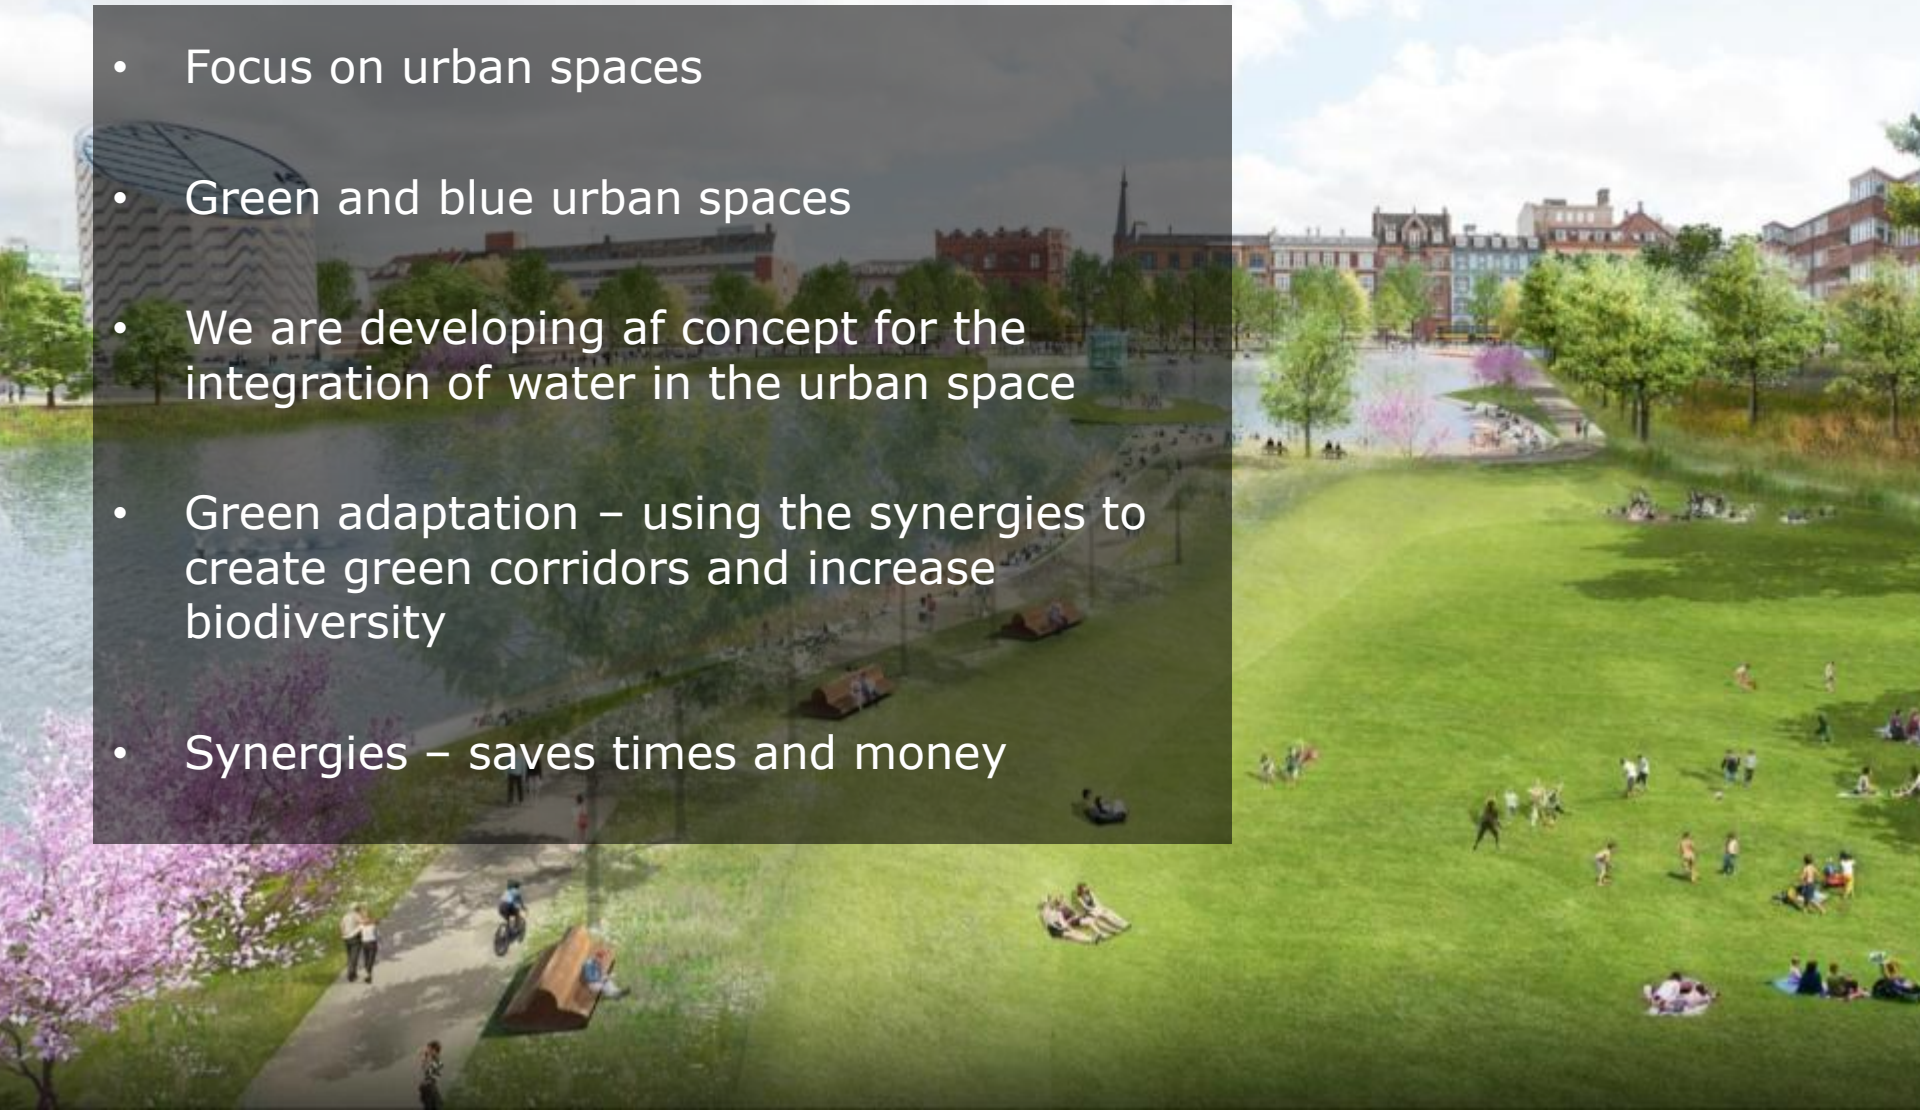 • Focus on urban spaces
• Green and blue urban spaces
• We are developing af concept for the
integration of water in the urban space
• Green adaptation – using the synergies to
create green corridors and increase
biodiversity
• Synergies – saves times and money